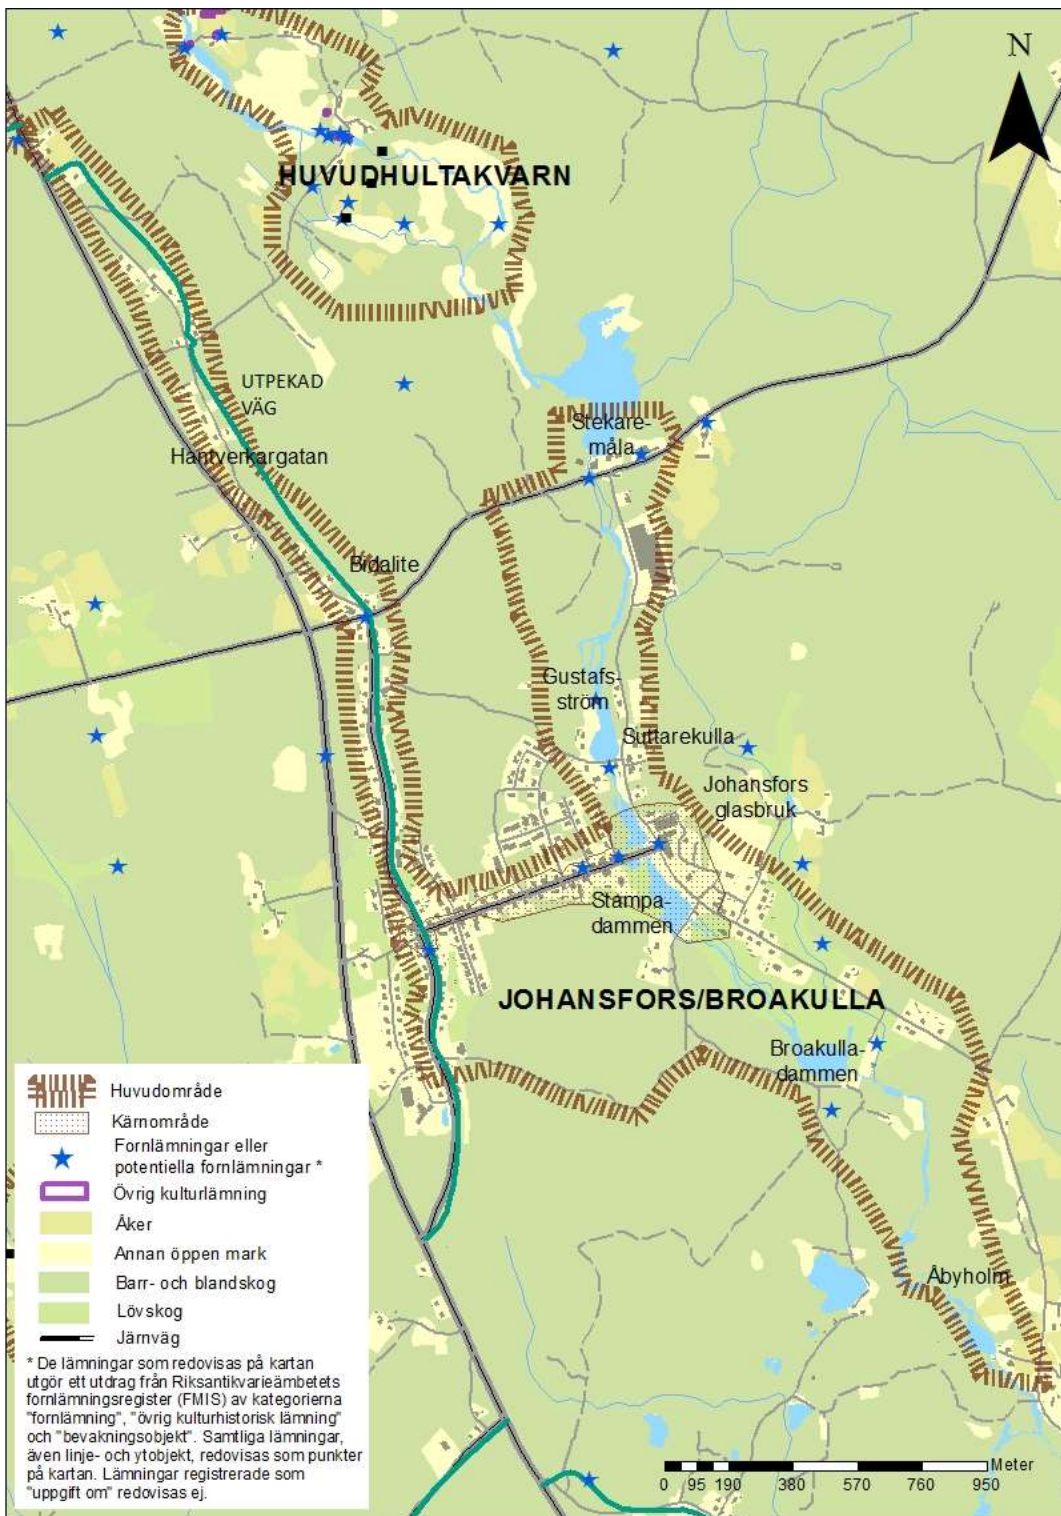 N
HUVUDHULTAKVARN
UTPEKAD
VÄG
Stekare-
måla
Hantverkargatan
Bidalite
Gustafs-
ström
Suttarekulla
Johansfors
glasbruk
Stampa-
dammen
JOHANSFORS/BROAKULLA
Broakulla-
dammen
Åbyholm
Huvudområde
Kärnområde
Fornlämningar eller
potentiella fornlämningar *
Övrig kulturlämning
Åker
Annan öppen mark
Barr- och blandskog
Lövskog
Järnväg
* De lämningar som redovisas på kartan
utgör ett utdrag från Riksantikvarieämbetets
fornlämningsregister (FMIS) av kategorierna
"fornlämning", "övrig kulturhistorisk lämning"
och "bevakningsobjekt". Samtliga lämningar,
även linje- och ytobjekt, redovisas som punkter
på kartan. Lämningar registrerade som
"uppgift om" redovisas ej.
Meter
0 95 190 380 570 760 950